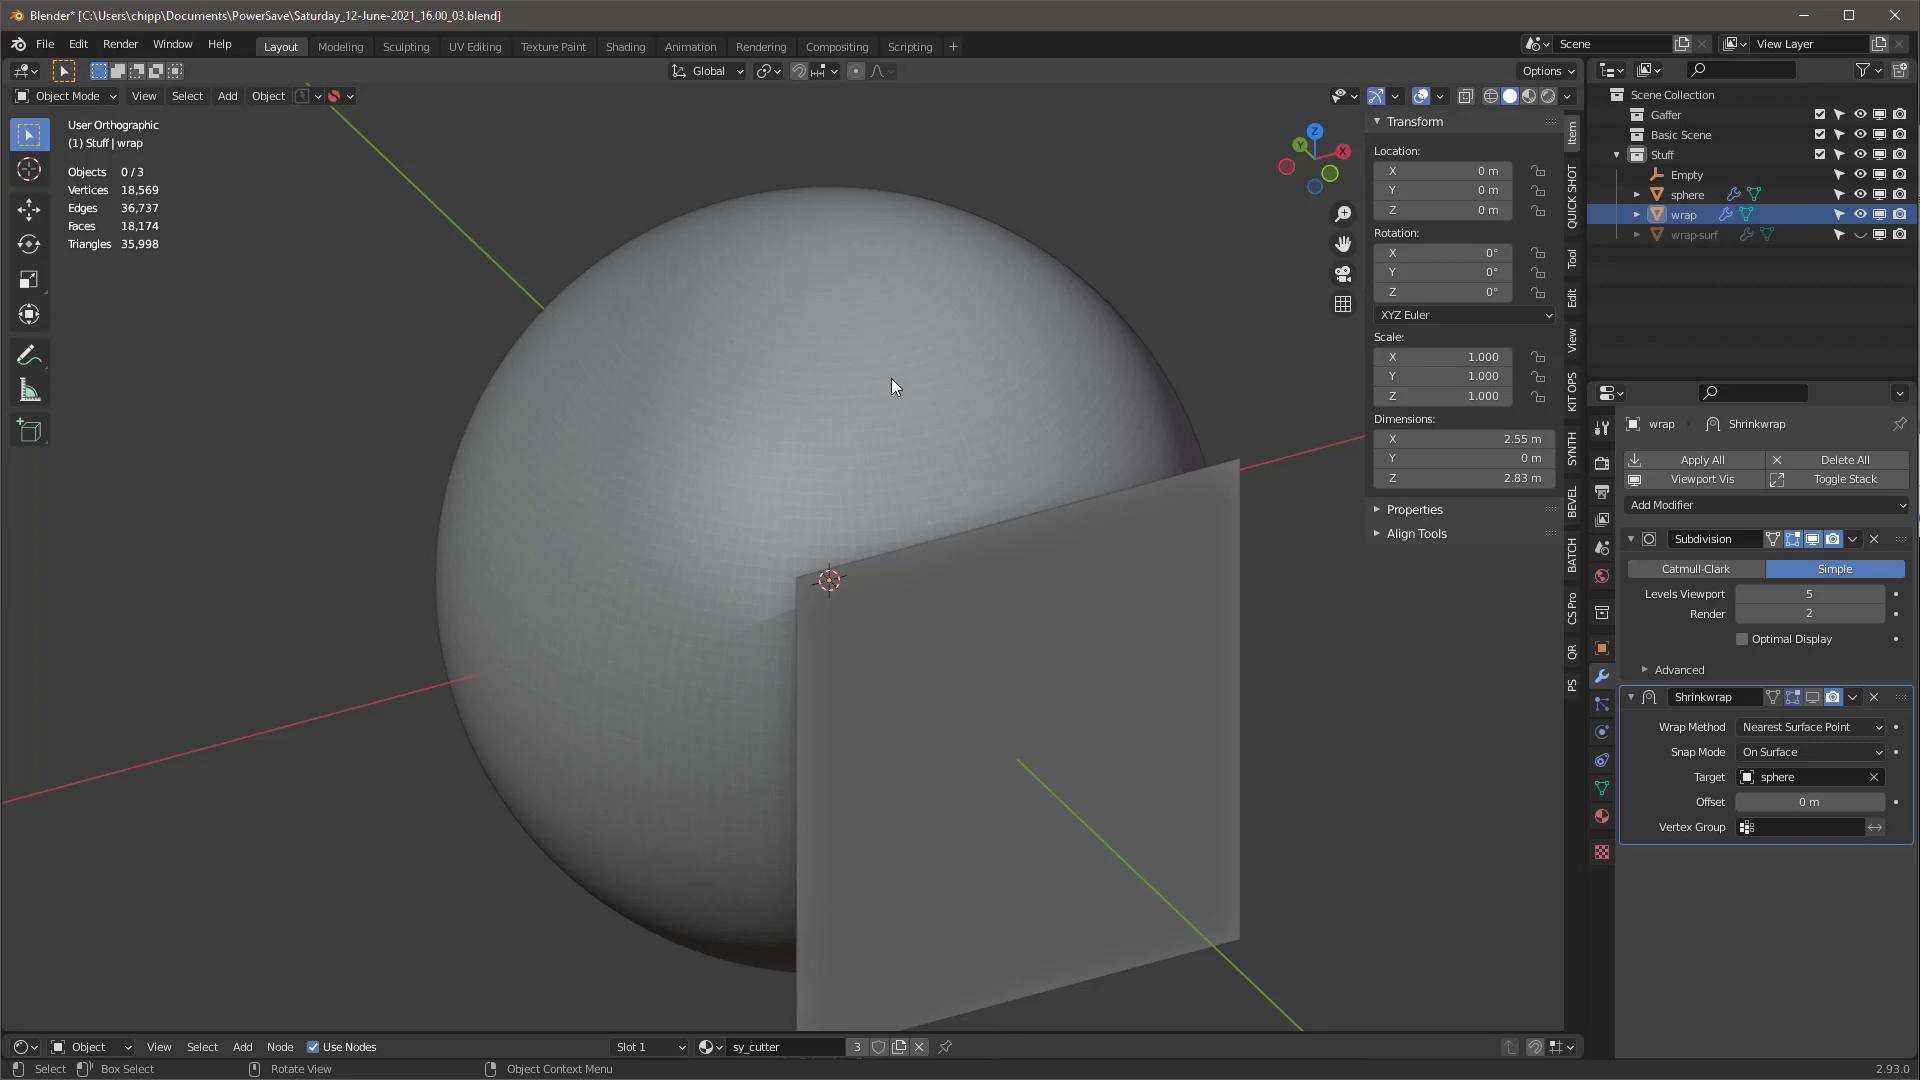 Blender* [C:\Users\chipp\Documents\PowerSave\Saturday_12-June-2021_16.00_03.blend]
File Edit Render Window Help Layout Modeling Sculpting UV Editing Texture Paint Shading Animation Rendering Compositing Scripting + Scene View Layer
Global Options
Object Mode View Select Add Object
User Orthographic
(1) Stuff | wrap
Objects 0 / 3
Vertices 18,569
Edges 36,737
Faces 18,174
Triangles 35,998
Z
Y
X
Transform
Location:
X 0 m
Y 0 m
Z 0 m
Rotation:
X 0°
Y 0°
Z 0°
XYZ Euler
Scale:
X 1.000
Y 1.000
Z 1.000
Dimensions:
X 2.55 m
Y 0 m
Z 2.83 m
Properties
Align Tools
Item
QUICK SHOT
Tool
Edit
View
KIT OPS
SYNTH
BEVEL
BATCH
CS Pro
QR
PS
Scene Collection
Gaffer
Basic Scene
Stuff
Empty
sphere
wrap
wrap-surf
wrap Shrinkwrap
Apply All Delete All
Viewport Vis Toggle Stack
Add Modifier
Subdivision
Catmull-Clark Simple
Levels Viewport 5
Render 2
Optimal Display
Advanced
Shrinkwrap
Wrap Method Nearest Surface Point
Snap Mode On Surface
Target sphere
Offset 0 m
Vertex Group
Object View Select Add Node Use Nodes Slot 1 sy_cutter 3
Select Box Select Rotate View Object Context Menu 2.93.0